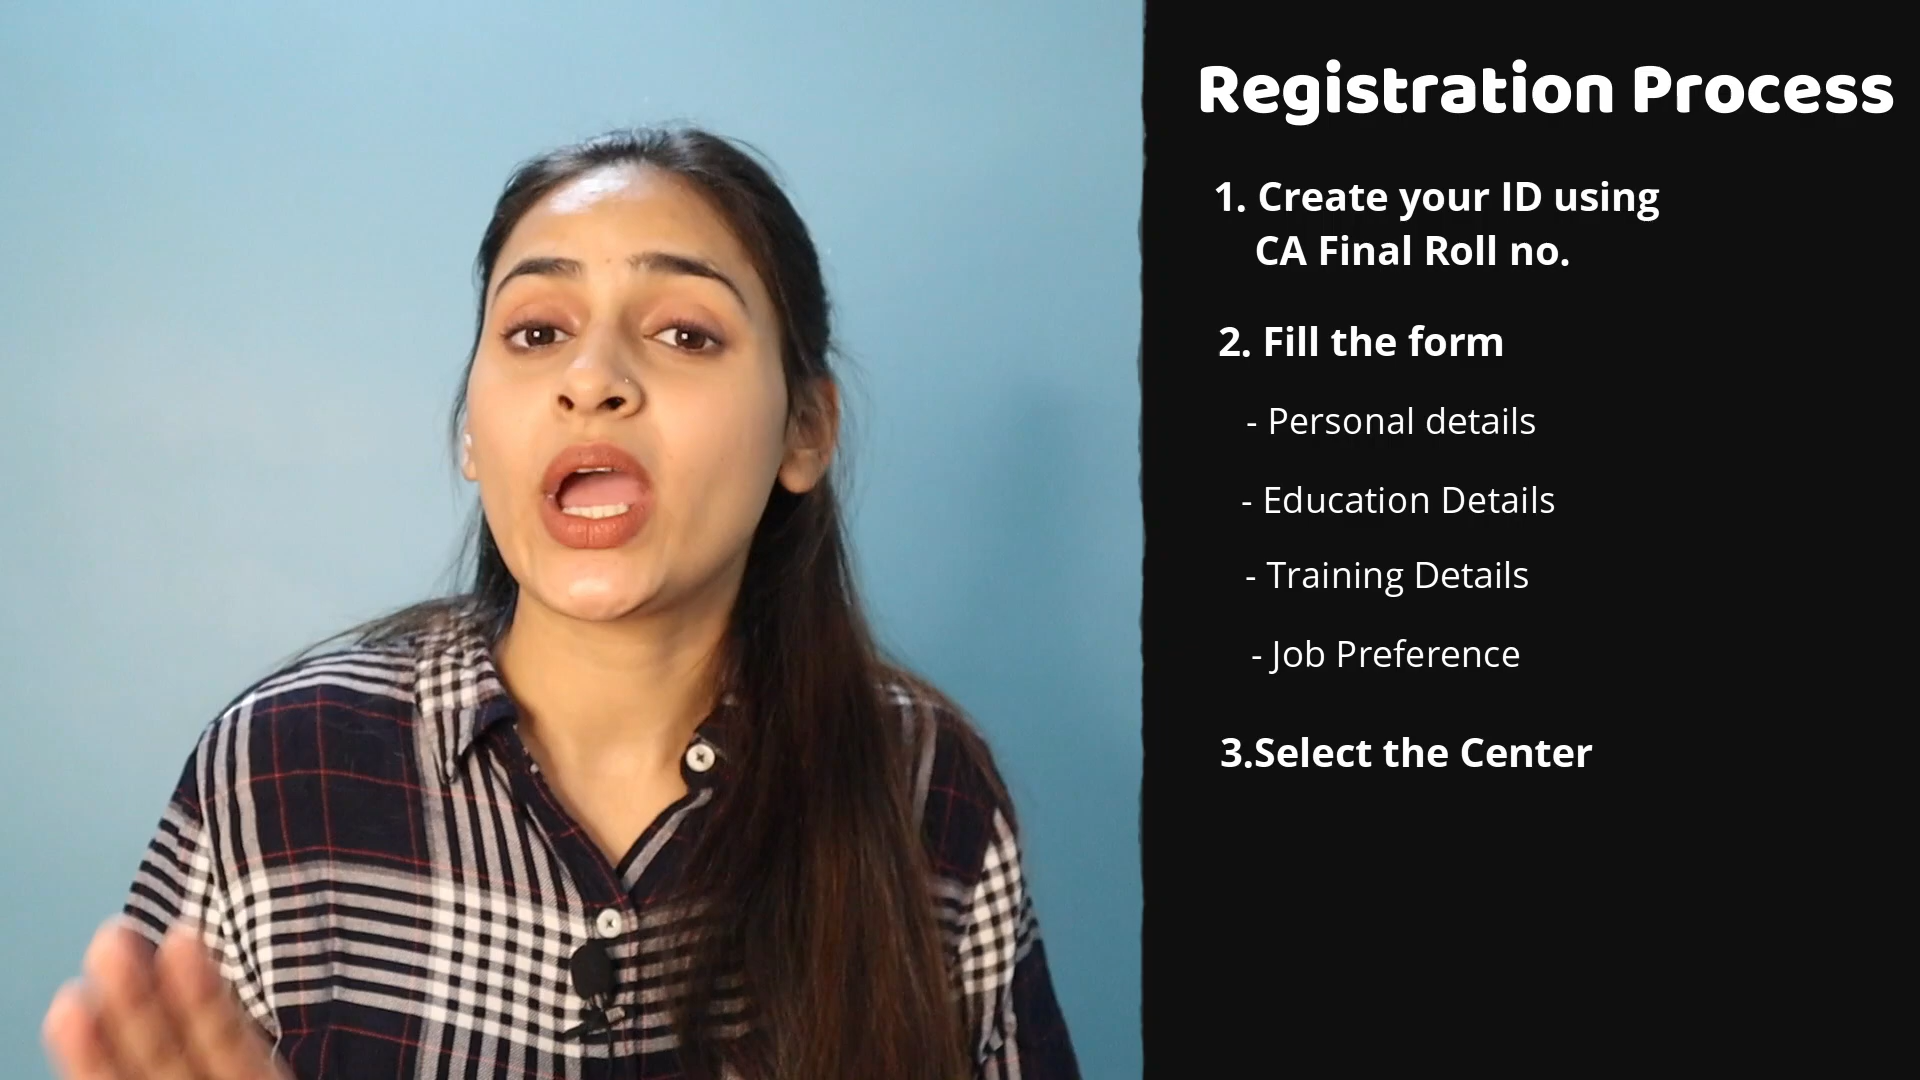 Registration Process
1. Create your ID using
CA Final Roll no.
2. Fill the form
- Personal details
- Education Details
- Training Details
- Job Preference
3.Select the Center